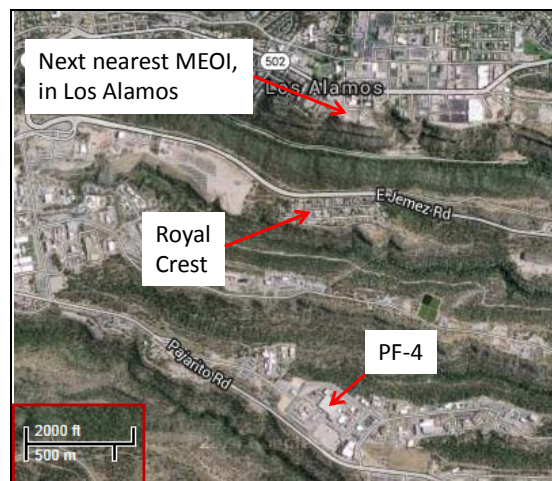 Next nearest MEOI,
in Los Alamos
502
Los Alamos
E Jemez Rd
Royal
Crest
PF-4
Pajarito Rd
2000 ft
500 m